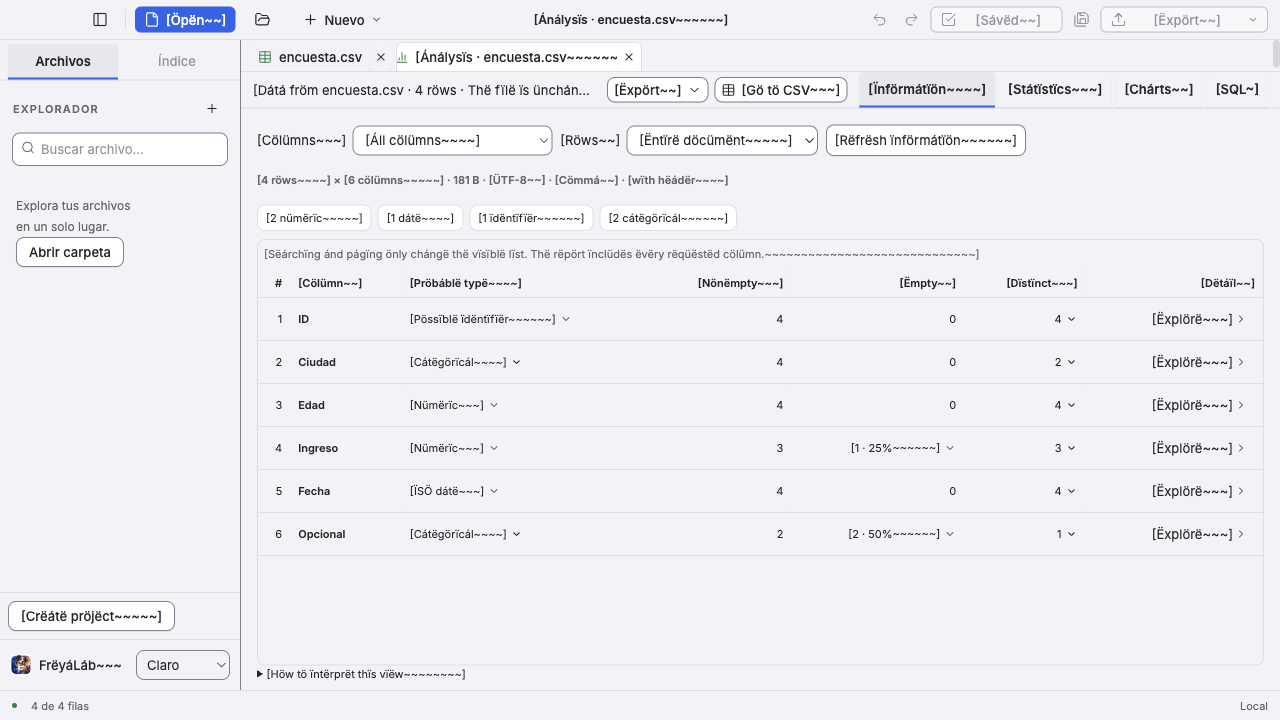 [Öpën~~]
Nuevo
[Ánálysïs · encuesta.csv~~~~~~]
[Sávëd~~]
[Ëxpört~~]
Archivos
Índice
encuesta.csv
[Ánálysïs · encuesta.csv~~~~~~
[Dátá fröm encuesta.csv · 4 röws · Thë fïlë ïs ünchán...
[Ëxpört~~]
[Gö tö CSV~~~]
[Ïnförmátïön~~~~]
[Státïstïcs~~~]
[Chárts~~]
[SQL~]
EXPLORADOR
Buscar archivo...
Explora tus archivos
en un solo lugar.
Abrir carpeta
[Cölümns~~~]
[Áll cölümns~~~~]
[Röws~~]
[Ëntïrë döcümënt~~~~~]
[Rëfrësh ïnförmátïön~~~~~~]
[4 röws~~~~] × [6 cölümns~~~~~] · 181 B · [ÜTF-8~~] · [Cömmá~~] · [wïth hëádër~~~~]
[2 nümërïc~~~~~]
[1 dátë~~~~]
[1 ïdëntïfïër~~~~~~]
[2 cátëgörïcál~~~~~~]
[Sëárchïng ánd págïng önly chángë thë vïsïblë lïst. Thë rëpört ïnclüdës ëvëry rëqüëstëd cölümn.~~~~~~~~~~~~~~~~~~~~~~~~~~~~~]
# [Cölümn~~] [Pröbáblë typë~~~~] [Nönëmpty~~~] [Ëmpty~~] [Dïstïnct~~~] [Dëtáïl~~]
1 ID [Pössïblë ïdëntïfïër~~~~~~] 4 0 4 [Ëxplörë~~~]
2 Ciudad [Cátëgörïcál~~~~] 4 0 2 [Ëxplörë~~~]
3 Edad [Nümërïc~~~] 4 0 4 [Ëxplörë~~~]
4 Ingreso [Nümërïc~~~] 3 [1 · 25%~~~~~~] 3 [Ëxplörë~~~]
5 Fecha [ÏSÖ dátë~~~] 4 0 4 [Ëxplörë~~~]
6 Opcional [Cátëgörïcál~~~~] 2 [2 · 50%~~~~~~] 1 [Ëxplörë~~~]
[Höw tö ïntërprët thïs vïëw~~~~~~~~]
[Crëátë pröjëct~~~~~]
FrëyáLáb~~~
Claro
4 de 4 filas
Local